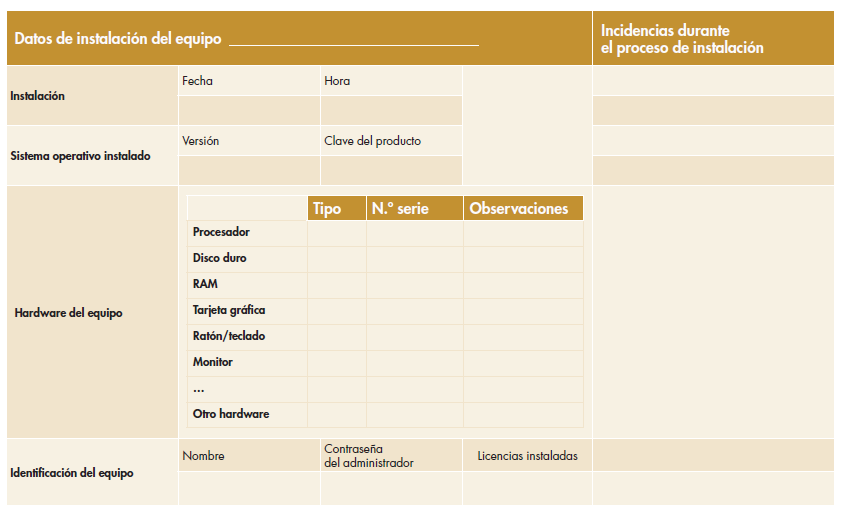 Datos de instalación del equipo
Incidencias durante
el proceso de instalación
Instalación
Fecha
Hora
Sistema operativo instalado
Versión
Clave del producto
Hardware del equipo
Tipo
N.º serie
Observaciones
Procesador
Disco duro
RAM
Tarjeta gráfica
Ratón/teclado
Monitor
...
Otro hardware
Identificación del equipo
Nombre
Contraseña
del administrador
Licencias instaladas